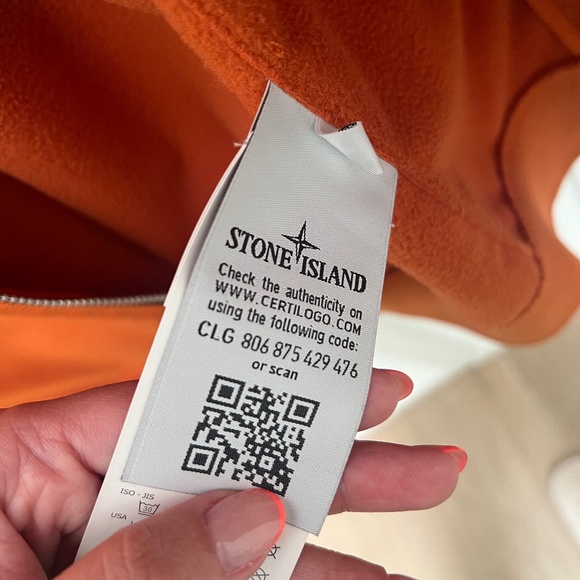 STONE ISLAND
Check the authenticity on
WWW.CERTILOGO.COM
using the following code:
CLG 806 875 429 476
or scan
ISO - JIS
30
USA